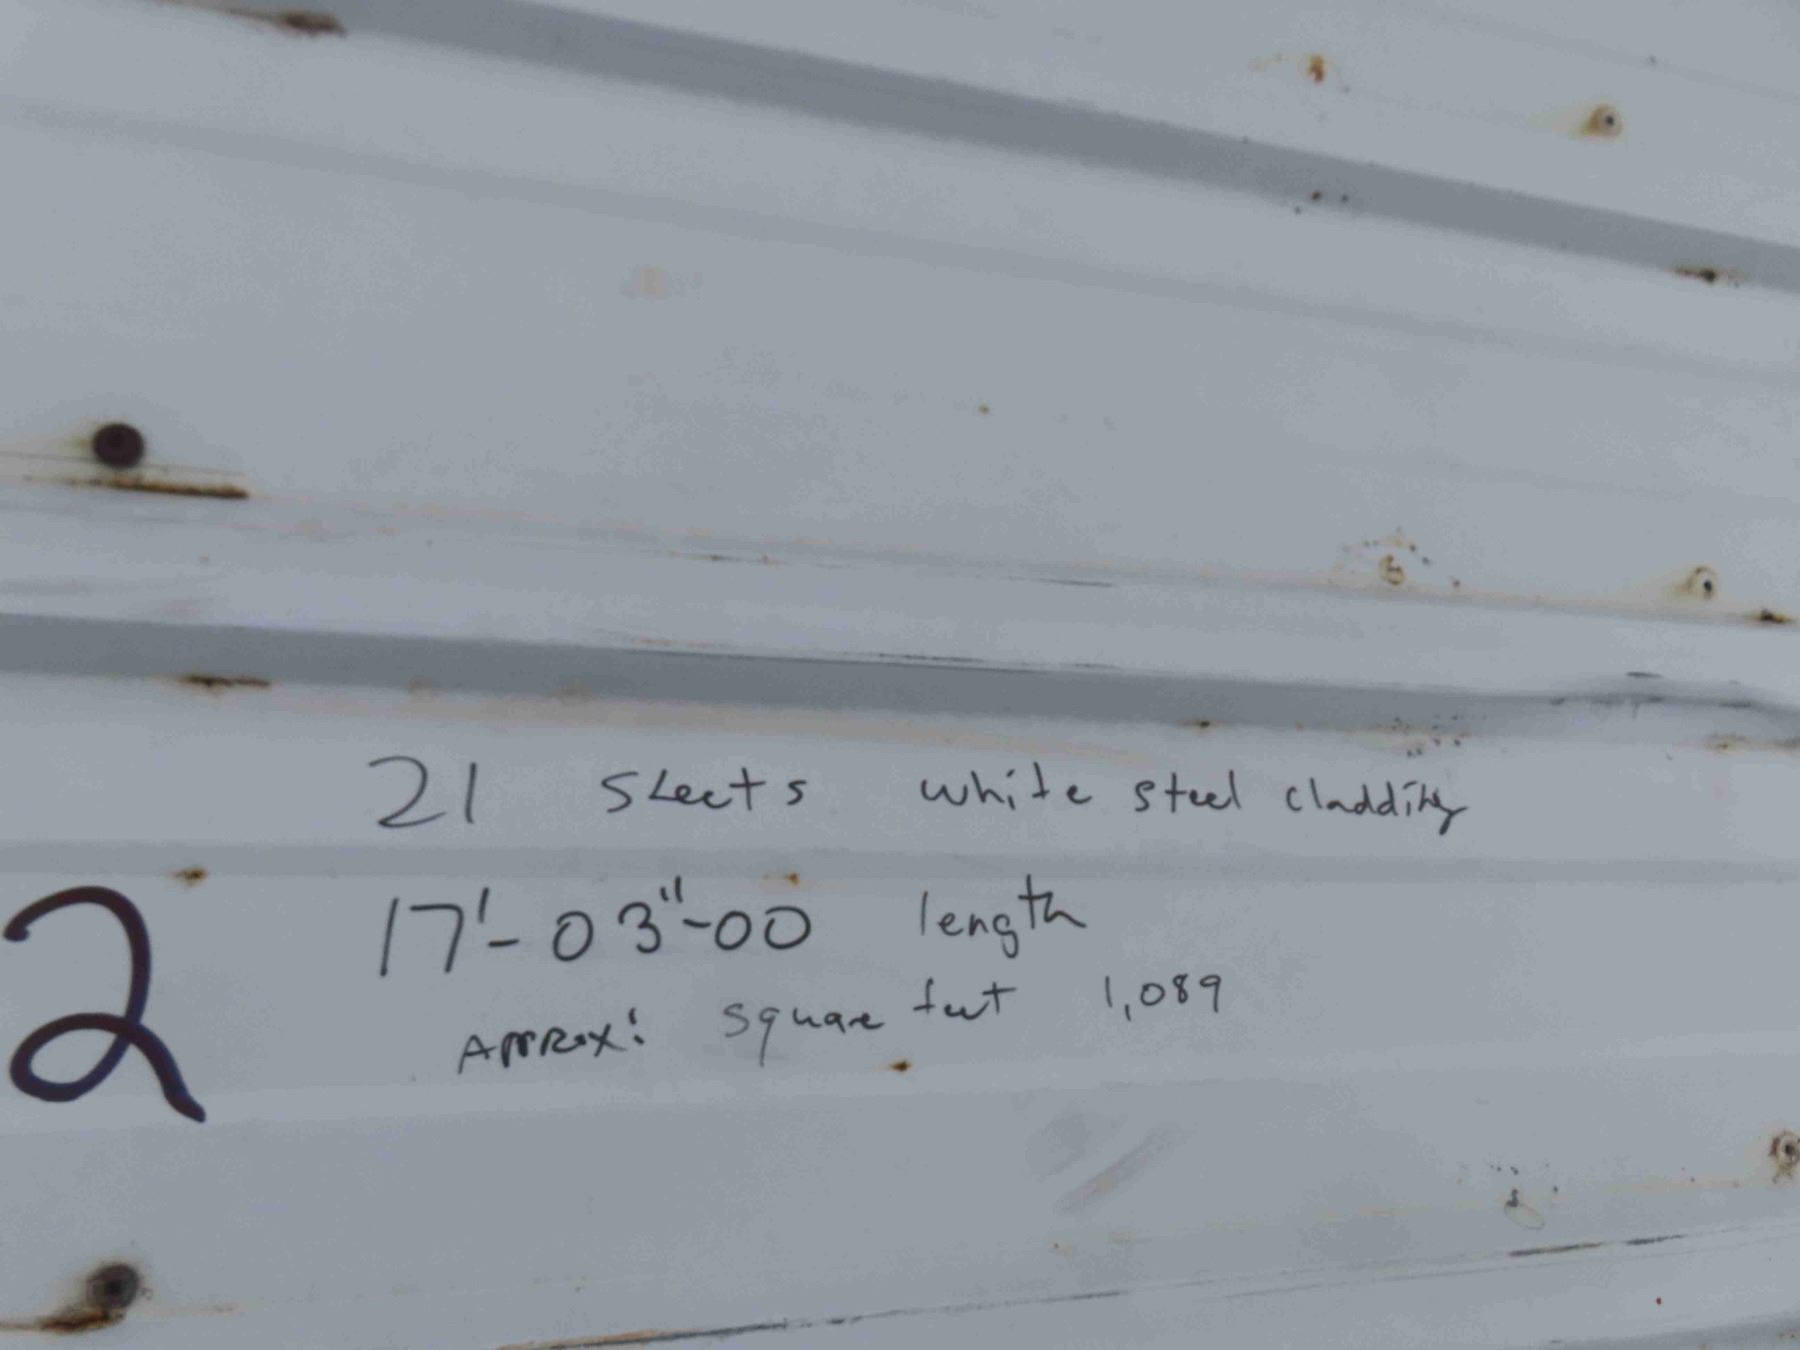 21 Sheets white steel cladding
2
17'-03"-00 length
APPROX: square feet 1,089